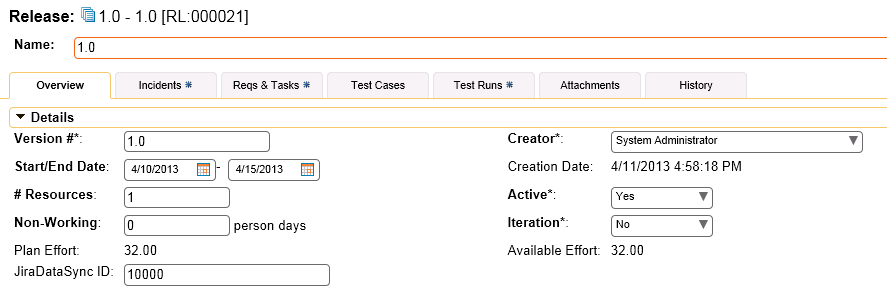 Release: 1.0 - 1.0 [RL:000021]
Name: 1.0
Overview Incidents * Reqs & Tasks * Test Cases Test Runs * Attachments History
Details
Version #*: 1.0 Creator*: System Administrator
Start/End Date: 4/10/2013 - 4/15/2013 Creation Date: 4/11/2013 4:58:18 PM
# Resources: 1 Active*: Yes
Non-Working: 0 person days Iteration*: No
Plan Effort: 32.00 Available Effort: 32.00
JiraDataSync ID: 10000